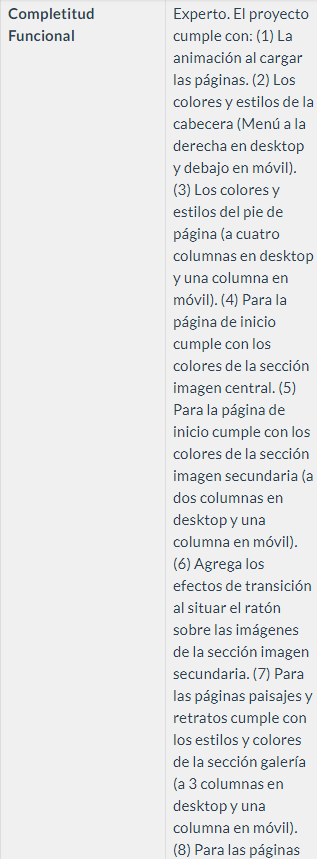 Completitud
Funcional
Experto. El proyecto
cumple con: (1) La
animación al cargar
las páginas. (2) Los
colores y estilos de la
cabecera (Menú a la
derecha en desktop
y debajo en móvil).
(3) Los colores y
estilos del pie de
página (a cuatro
columnas en desktop
y una columna en
móvil). (4) Para la
página de inicio
cumple con los
colores de la sección
imagen central. (5)
Para la página de
inicio cumple con los
colores de la sección
imagen secundaria (a
dos columnas en
desktop y una
columna en móvil).
(6) Agrega los
efectos de transición
al situar el ratón
sobre las imágenes
de la sección imagen
secundaria. (7) Para
las páginas paisajes y
retratos cumple con
los estilos y colores
de la sección galería
(a 3 columnas en
desktop y una
columna en móvil).
(8) Para las páginas